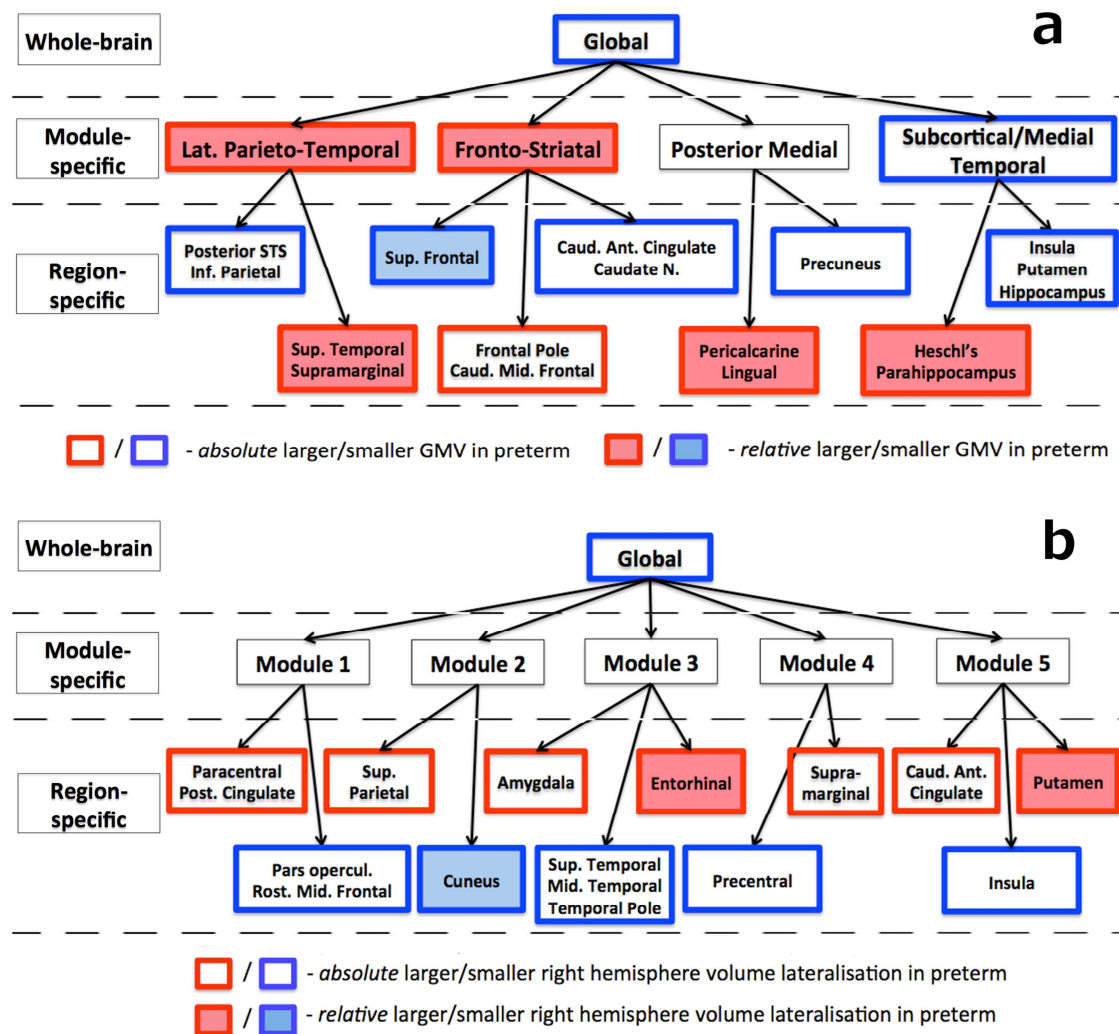 a
Whole-brain
Global
Module-
specific
Lat. Parieto-Temporal
Fronto-Striatal
Posterior Medial
Subcortical/Medial
Temporal
Region-
specific
Posterior STS
Inf. Parietal
Sup. Frontal
Caud. Ant. Cingulate
Caudate N.
Precuneus
Insula
Putamen
Hippocampus
Sup. Temporal
Supramarginal
Frontal Pole
Caud. Mid. Frontal
Pericalcarine
Lingual
Heschl's
Parahippocampus
/ - absolute larger/smaller GMV in preterm
/ - relative larger/smaller GMV in preterm
b
Whole-brain
Global
Module-
specific
Module 1
Module 2
Module 3
Module 4
Module 5
Region-
specific
Paracentral
Post. Cingulate
Sup.
Parietal
Amygdala
Entorhinal
Supra-
marginal
Caud. Ant.
Cingulate
Putamen
Pars opercul.
Rost. Mid. Frontal
Cuneus
Sup. Temporal
Mid. Temporal
Temporal Pole
Precentral
Insula
/ - absolute larger/smaller right hemisphere volume lateralisation in preterm
/ - relative larger/smaller right hemisphere volume lateralisation in preterm